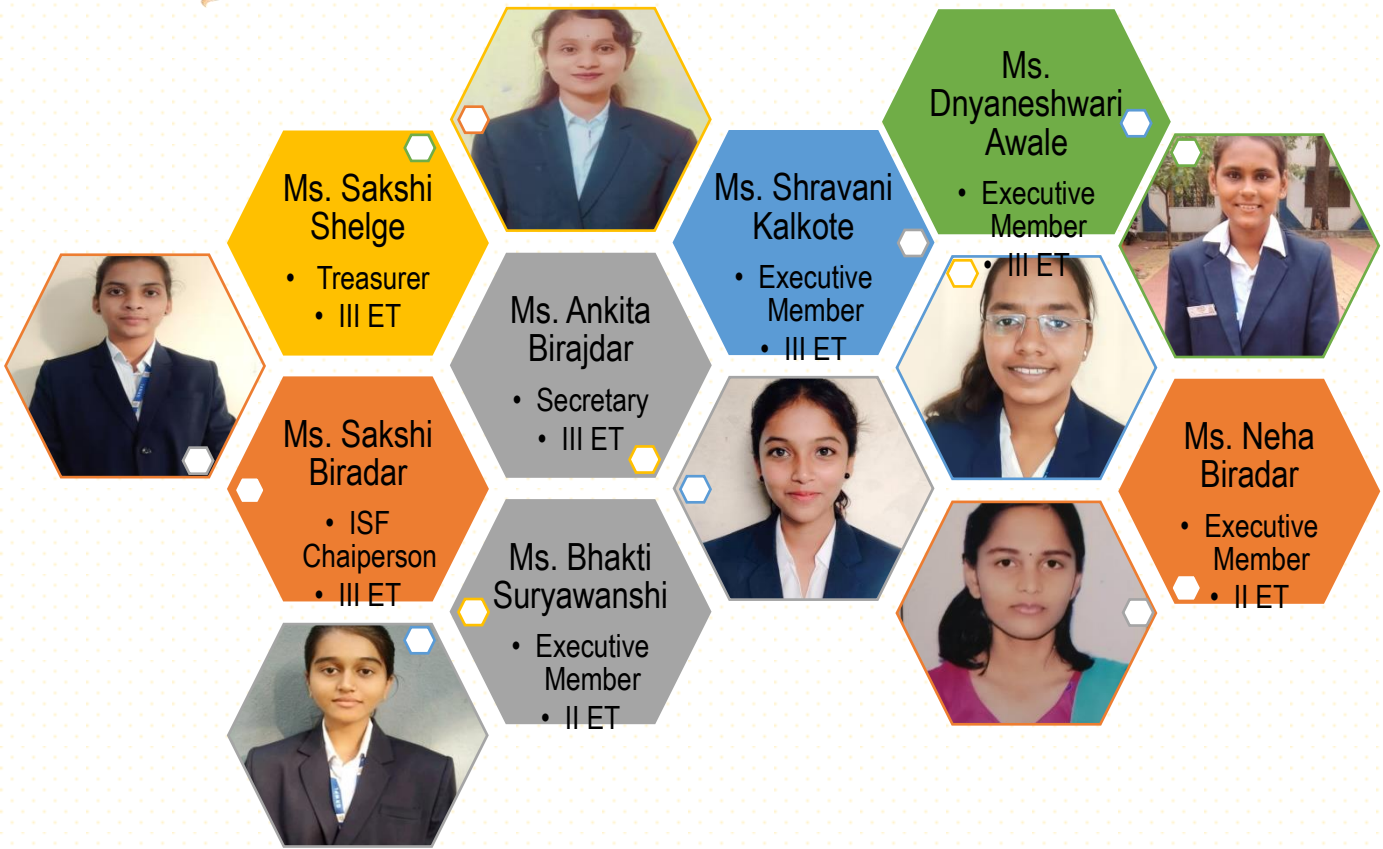 Ms. Sakshi
Shelge
• Treasurer
• III ET
Ms. Sakshi
Biradar
• ISF
Chaiperson
• III ET
Ms. Ankita
Birajdar
• Secretary
• III ET
Ms. Bhakti
Suryawanshi
• Executive
Member
• II ET
Ms. Shravani
Kalkote
• Executive
Member
• III ET
Ms.
Dnyaneshwari
Awale
• Executive
Member
• III ET
Ms. Neha
Biradar
• Executive
Member
• II ET